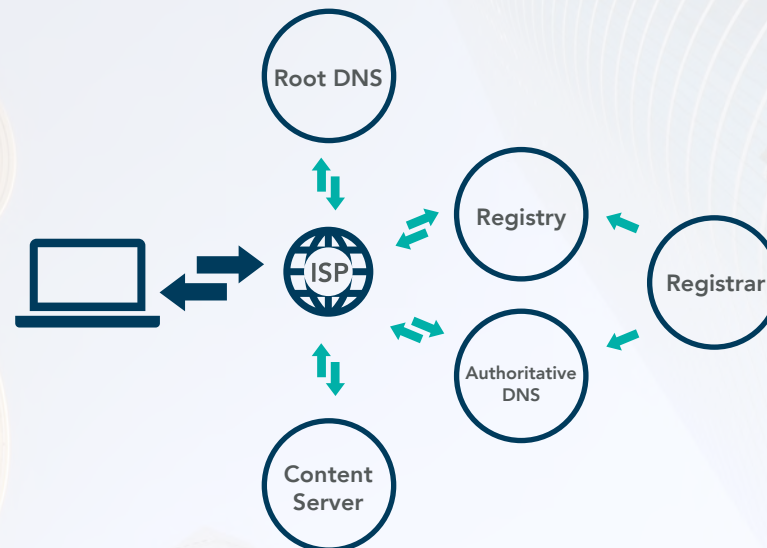 Root DNS
Registry
ISP
Registrar
Authoritative
DNS
Content
Server